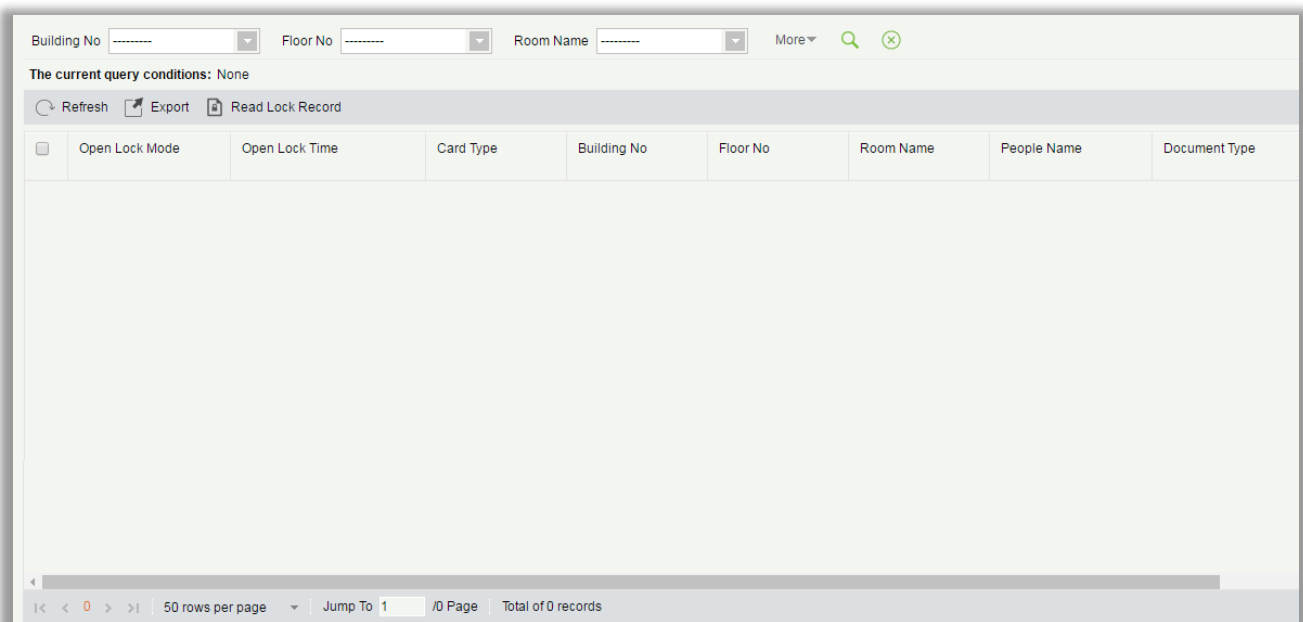 Building No --------- Floor No --------- Room Name --------- More
The current query conditions: None
Refresh Export Read Lock Record
Open Lock Mode Open Lock Time Card Type Building No Floor No Room Name People Name Document Type
0 50 rows per page Jump To 1 /0 Page Total of 0 records